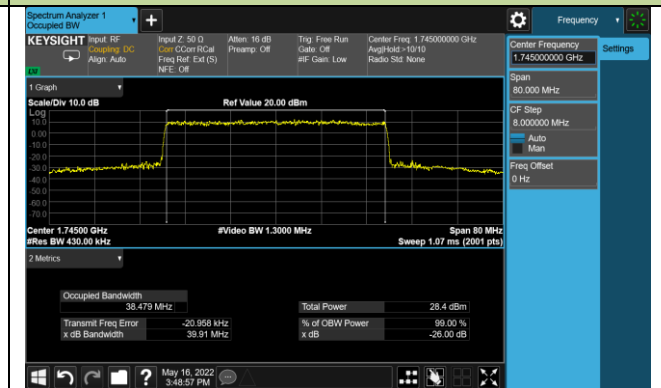 Spectrum Analyzer 1
Occupied BW
+
Frequency
KEYSIGHT
Input: RF
Coupling: DC
Align: Auto
Input Z: 50 Ω
Corr CCorr RCal
Freq Ref: Ext (S)
NFE: Off
Atten: 16 dB
Preamp: Off
Trig: Free Run
Gate: Off
#IF Gain: Low
Center Freq: 1.745000000 GHz
Avg|Hold:>10/10
Radio Std: None
Center Frequency
1.745000000 GHz
Settings
Span
80.000 MHz
CF Step
8.000000 MHz
Auto
Man
Freq Offset
0 Hz
1 Graph
Scale/Div 10.0 dB
Ref Value 20.00 dBm
Log
10.0
0.00
-10.0
-20.0
-30.0
-40.0
-50.0
-60.0
-70.0
Center 1.74500 GHz
#Video BW 1.3000 MHz
Span 80 MHz
#Res BW 430.00 kHz
Sweep 1.07 ms (2001 pts)
2 Metrics
Occupied Bandwidth
38.479 MHz
Total Power
28.4 dBm
Transmit Freq Error
-20.958 kHz
% of OBW Power
99.00 %
x dB Bandwidth
39.91 MHz
x dB
-26.00 dB
?
May 16, 2022
3:48:57 PM